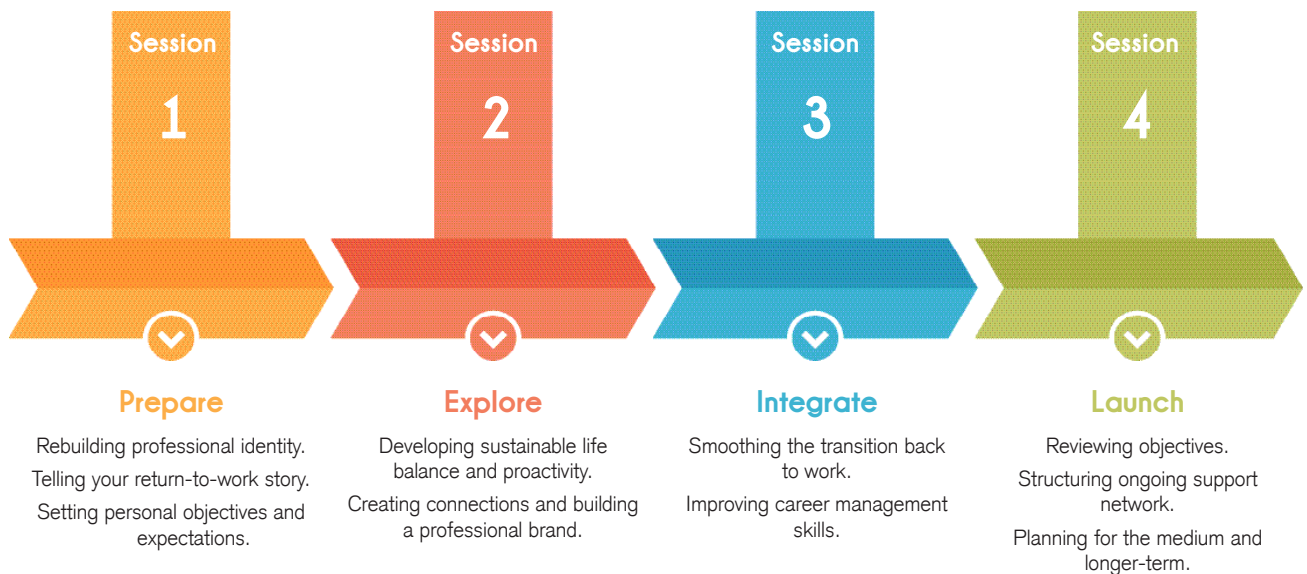 Session
1
Session
2
Session
3
Session
4
Prepare
Rebuilding professional identity.
Telling your return-to-work story.
Setting personal objectives and
expectations.
Explore
Developing sustainable life
balance and proactivity.
Creating connections and building
a professional brand.
Integrate
Smoothing the transition back
to work.
Improving career management
skills.
Launch
Reviewing objectives.
Structuring ongoing support
network.
Planning for the medium and
longer-term.